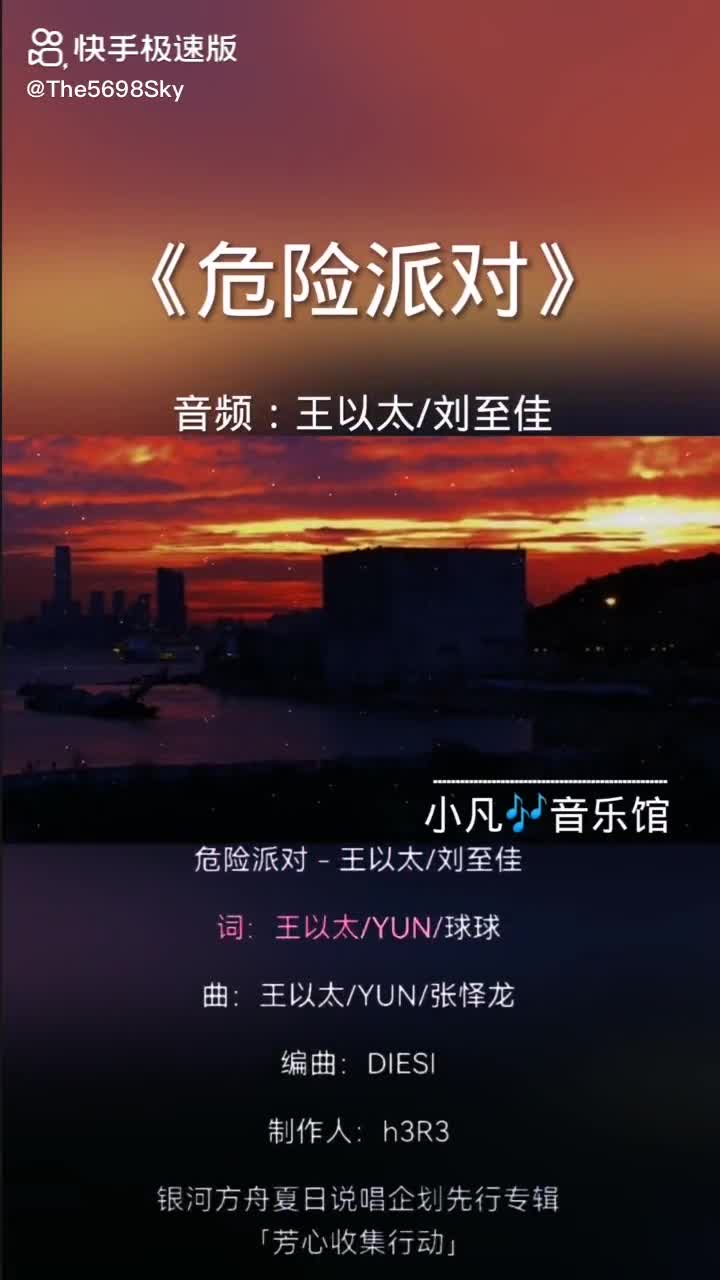 快手极速版
@The5698Sky
《危险派对》
音频：王以太/刘至佳
小凡🎶音乐馆
危险派对 - 王以太/刘至佳
词：王以太/YUN/球球
曲：王以太/YUN/张怿龙
编曲：DIESI
制作人：h3R3
银河方舟夏日说唱企划先行专辑
「芳心收集行动」